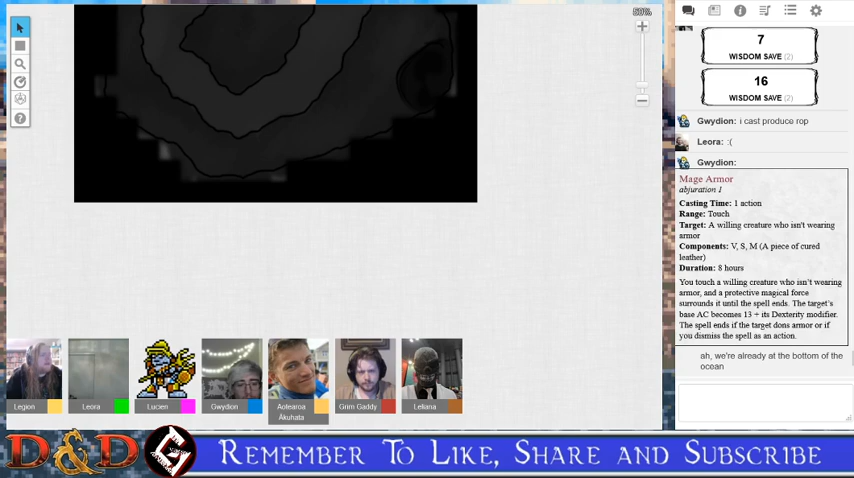 50%
7
WISDOM SAVE (2)
16
WISDOM SAVE (2)
Gwydion: i cast produce rop
Leora: :(
Gwydion:
Mage Armor
abjuration 1
Casting Time: 1 action
Range: Touch
Target: A willing creature who isn't wearing
armor
Components: V, S, M (A piece of cured
leather)
Duration: 8 hours
You touch a willing creature who isn't wearing
armor, and a protective magical force
surrounds it until the spell ends. The target's
base AC becomes 13 + its Dexterity modifier.
The spell ends if the target dons armor or if
you dismiss the spell as an action.
ah, we're already at the bottom of the
ocean
Legion
Leora
Lucien
Gwydion
Aotearoa
Ākuhata
Grim Gaddy
Leliana
D&D
Remember To Like, Share and Subscribe